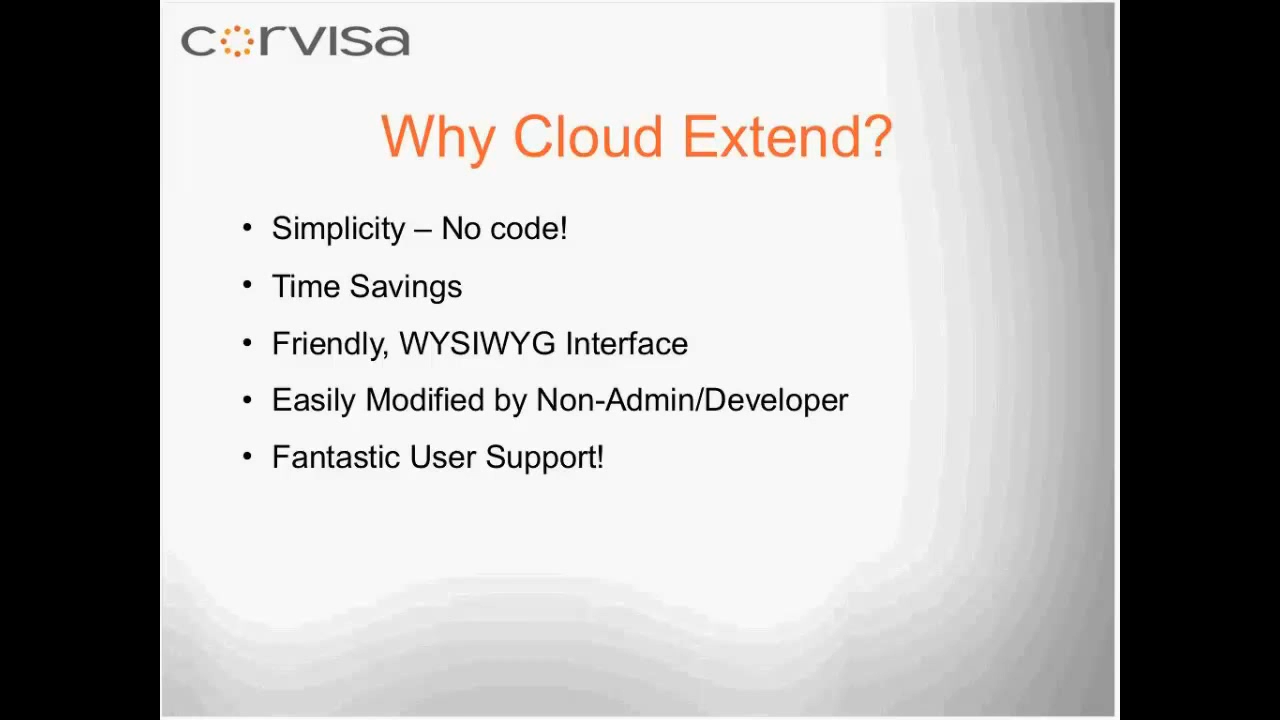 corvisa
Why Cloud Extend?
• Simplicity – No code!
• Time Savings
• Friendly, WYSIWYG Interface
• Easily Modified by Non-Admin/Developer
• Fantastic User Support!